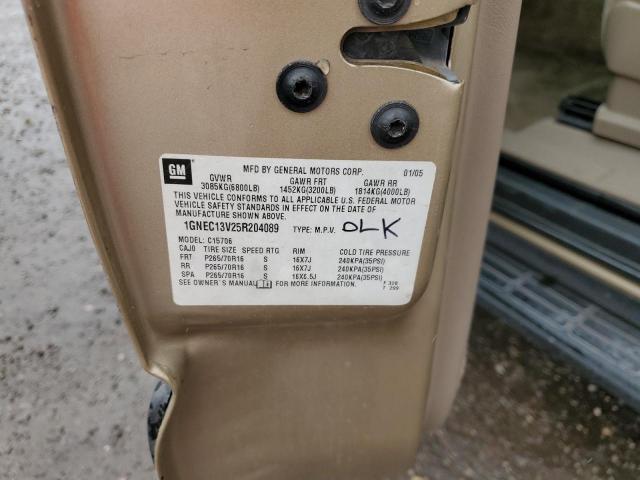 GM MFD BY GENERAL MOTORS CORP. 01/05
GVWR GAWR FRT GAWR RR
3085KG(6800LB) 1452KG(3200LB) 1814KG(4000LB)
THIS VEHICLE CONFORMS TO ALL APPLICABLE U.S. FEDERAL MOTOR
VEHICLE SAFETY STANDARDS IN EFFECT ON THE DATE OF
MANUFACTURE SHOWN ABOVE.
1GNEC13V25R204089 TYPE: M.P.V. DLK
MODEL: C15706
CAJO TIRE SIZE SPEED RTG RIM COLD TIRE PRESSURE
FRT P265/70R16 S 16X7J 240KPA(35PSI)
RR P265/70R16 S 16X7J 240KPA(35PSI)
SPA P265/70R16 S 16X6.5J 240KPA(35PSI)
SEE OWNER'S MANUAL FOR MORE INFORMATION.